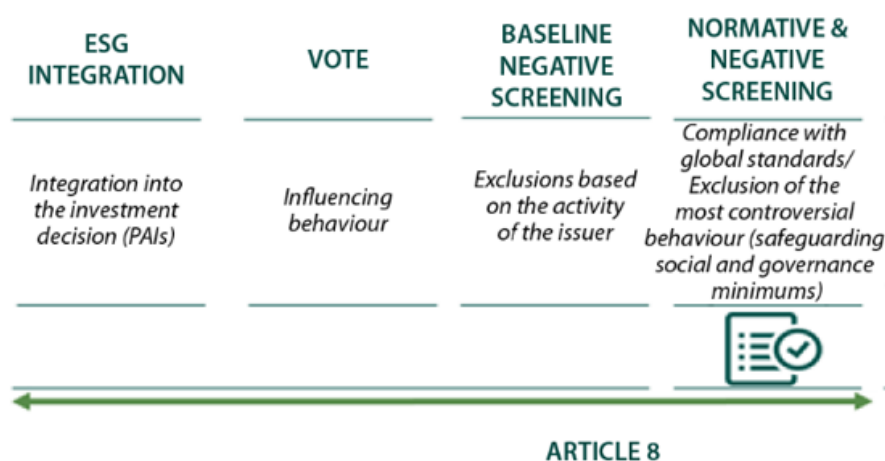 ESG
INTEGRATION
VOTE
BASELINE
NEGATIVE
SCREENING
NORMATIVE &
NEGATIVE
SCREENING
Integration into
the investment
decision (PAIs)
Influencing
behaviour
Exclusions based
on the activity
of the issuer
Compliance with
global standards/
Exclusion of the
most controversial
behaviour (safeguarding
social and governance
minimums)
ARTICLE 8